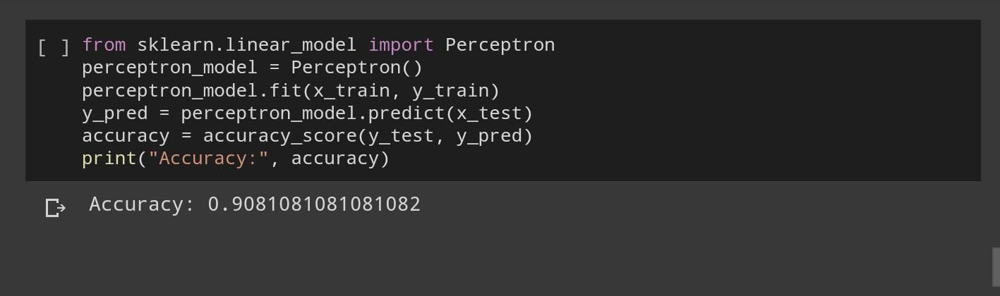 [ ] from sklearn.linear_model import Perceptron
perceptron_model = Perceptron()
perceptron_model.fit(x_train, y_train)
y_pred = perceptron_model.predict(x_test)
accuracy = accuracy_score(y_test, y_pred)
print("Accuracy:", accuracy)
Accuracy: 0.9081081081081082